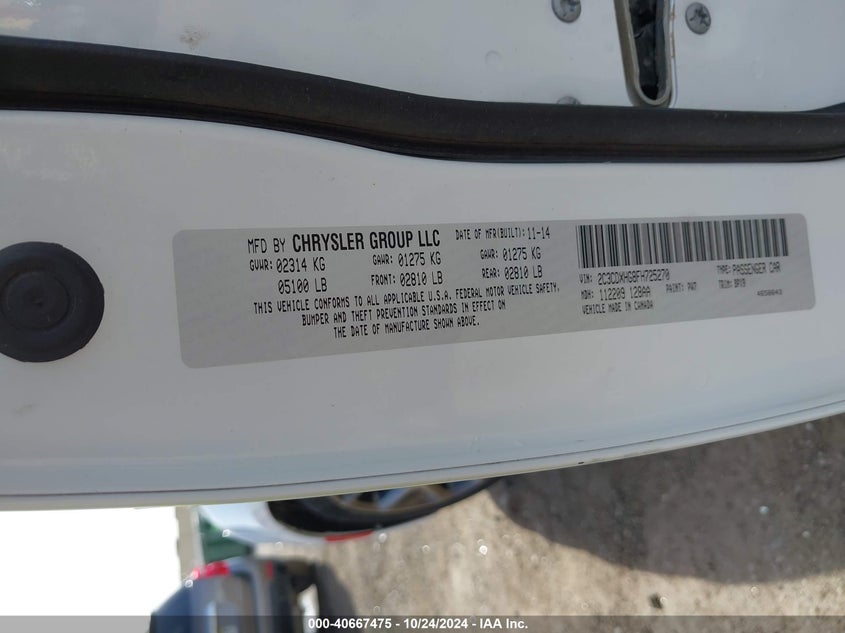 MFD BY CHRYSLER GROUP LLC DATE OF MFR(BUILT): 11-14
GVWR: 02314 KG GAWR: 01275 KG GAWR: 01275 KG
05100 LB FRONT: 02810 LB REAR: 02810 LB
THIS VEHICLE CONFORMS TO ALL APPLICABLE U.S.A. FEDERAL MOTOR VEHICLE SAFETY,
BUMPER AND THEFT PREVENTION STANDARDS IN EFFECT ON
THE DATE OF MANUFACTURE SHOWN ABOVE.
VIN: 2C3CDXHG8FH725270 TYPE: PASSENGER CAR
MDH: 112209 128AA PAINT: PW7 TRIM: BPX9
VEHICLE MADE IN CANADA
000-40667475 - 10/24/2024 - IAA Inc.